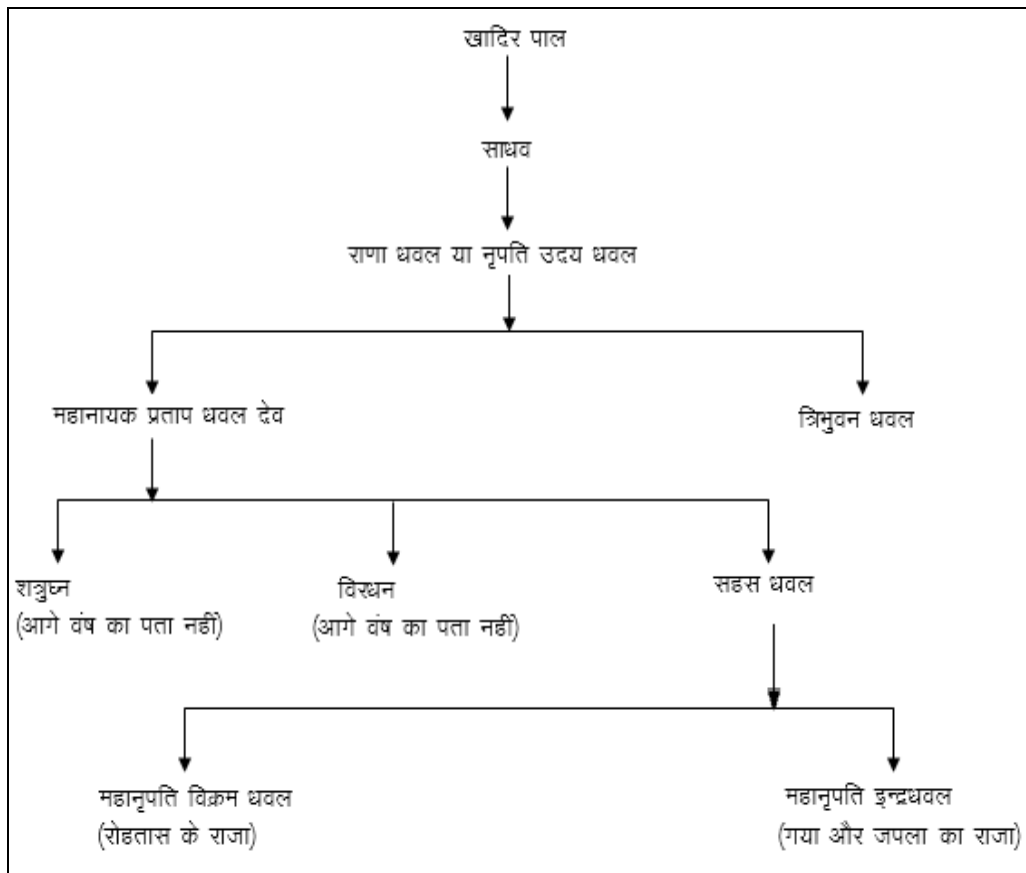 खादिर पाल
साधव
राणा धवल या नृपति उदय धवल
महानायक प्रताप धवल देव
त्रिभुवन धवल
शत्रुघ्न
(आगे वंष का पता नहीं)
विरधन
(आगे वंष का पता नहीं)
सहस धवल
महानृपति विक्रम धवल
(रोहतास के राजा)
महानृपति इन्द्रधवल
(गया और जपला का राजा)